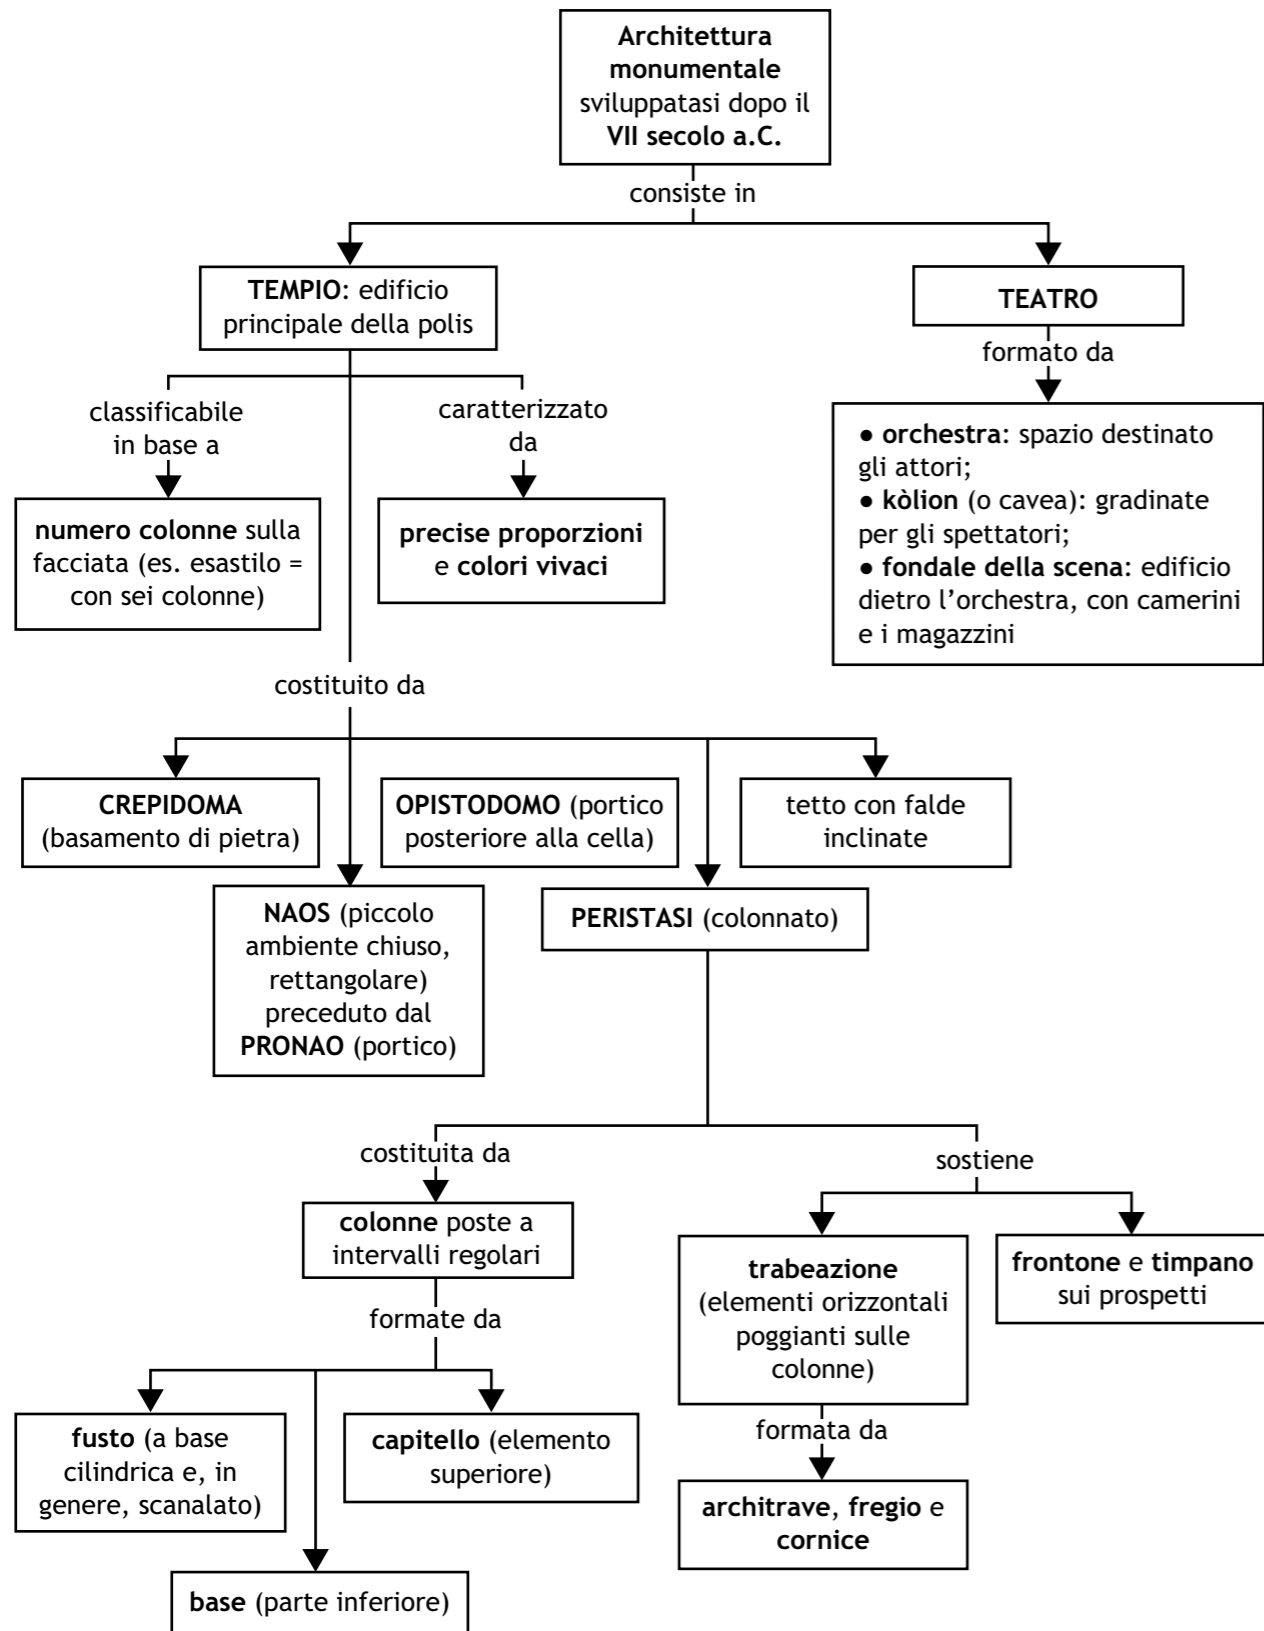 Architettura
monumentale
sviluppatasi dopo il
VII secolo a.C.
consiste in
TEMPIO: edificio
principale della polis
TEATRO
classificabile
in base a
caratterizzato
da
formato da
numero colonne sulla
facciata (es. esastilo =
con sei colonne)
precise proporzioni
e colori vivaci
● orchestra: spazio destinato
gli attori;
● kòlion (o cavea): gradinate
per gli spettatori;
● fondale della scena: edificio
dietro l’orchestra, con camerini
e i magazzini
costituito da
CREPIDOMA
(basamento di pietra)
OPISTODOMO (portico
posteriore alla cella)
tetto con falde
inclinate
NAOS (piccolo
ambiente chiuso,
rettangolare)
preceduto dal
PRONAO (portico)
PERISTASI (colonnato)
costituita da
sostiene
colonne poste a
intervalli regolari
trabeazione
(elementi orizzontali
poggianti sulle
colonne)
frontone e timpano
sui prospetti
formate da
fusto (a base
cilindrica e, in
genere, scanalato)
capitello (elemento
superiore)
formata da
architrave, fregio e
cornice
base (parte inferiore)